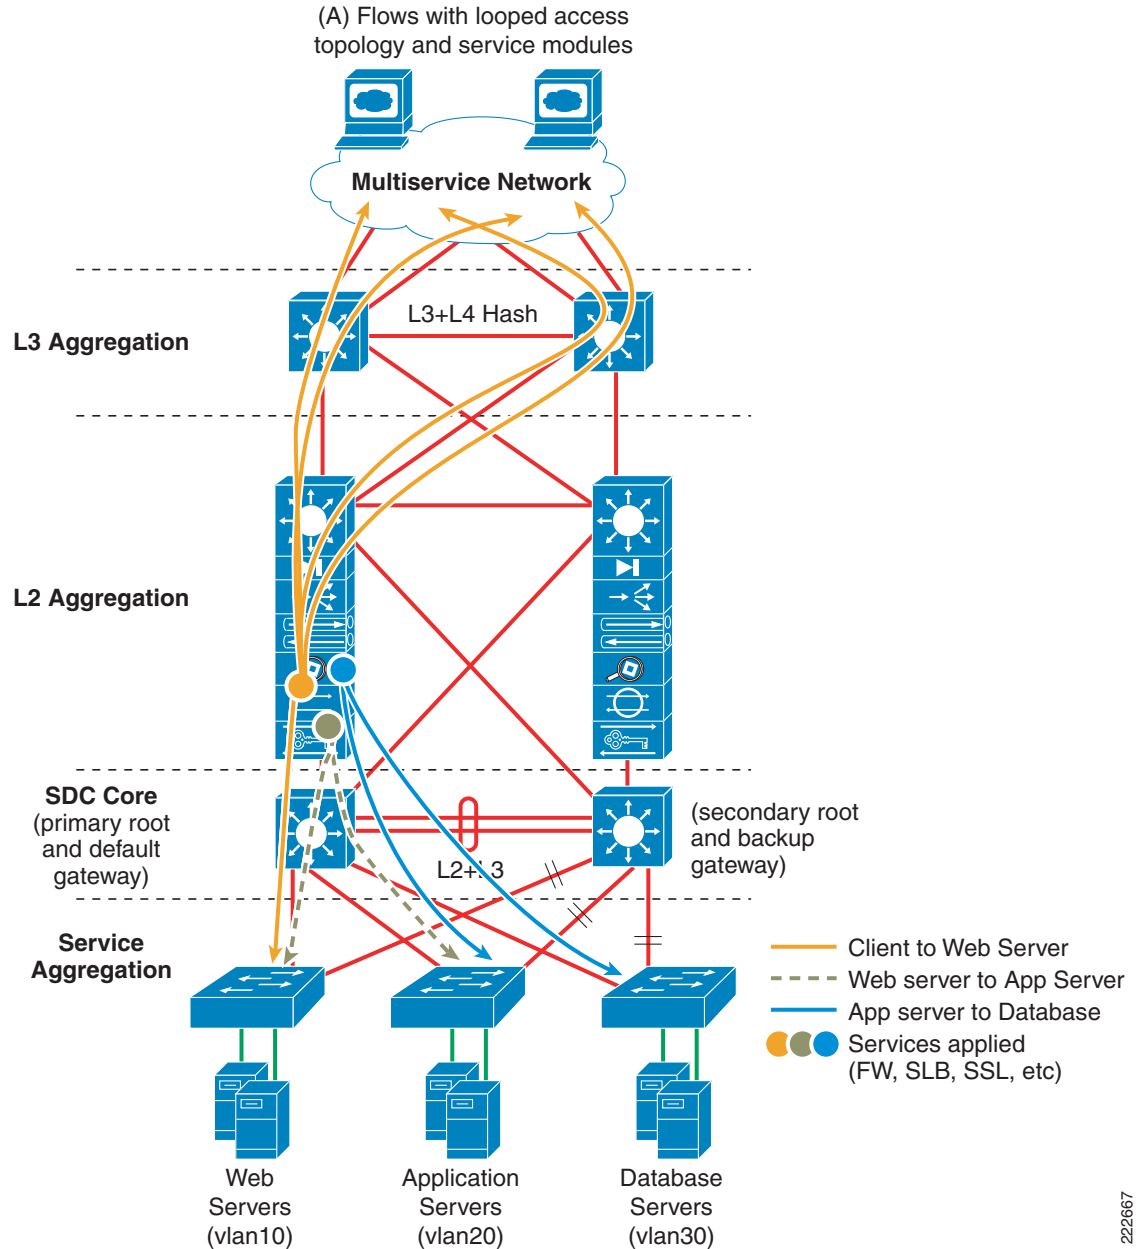 (A) Flows with looped access
topology and service modules
Multiservice Network
L3+L4 Hash
L3 Aggregation
L2 Aggregation
SDC Core
(primary root
and default
gateway)
(secondary root
and backup
gateway)
L2+L3
Service
Aggregation
Client to Web Server
Web server to App Server
App server to Database
Services applied
(FW, SLB, SSL, etc)
Web
Servers
(vlan10)
Application
Servers
(vlan20)
Database
Servers
(vlan30)
222667